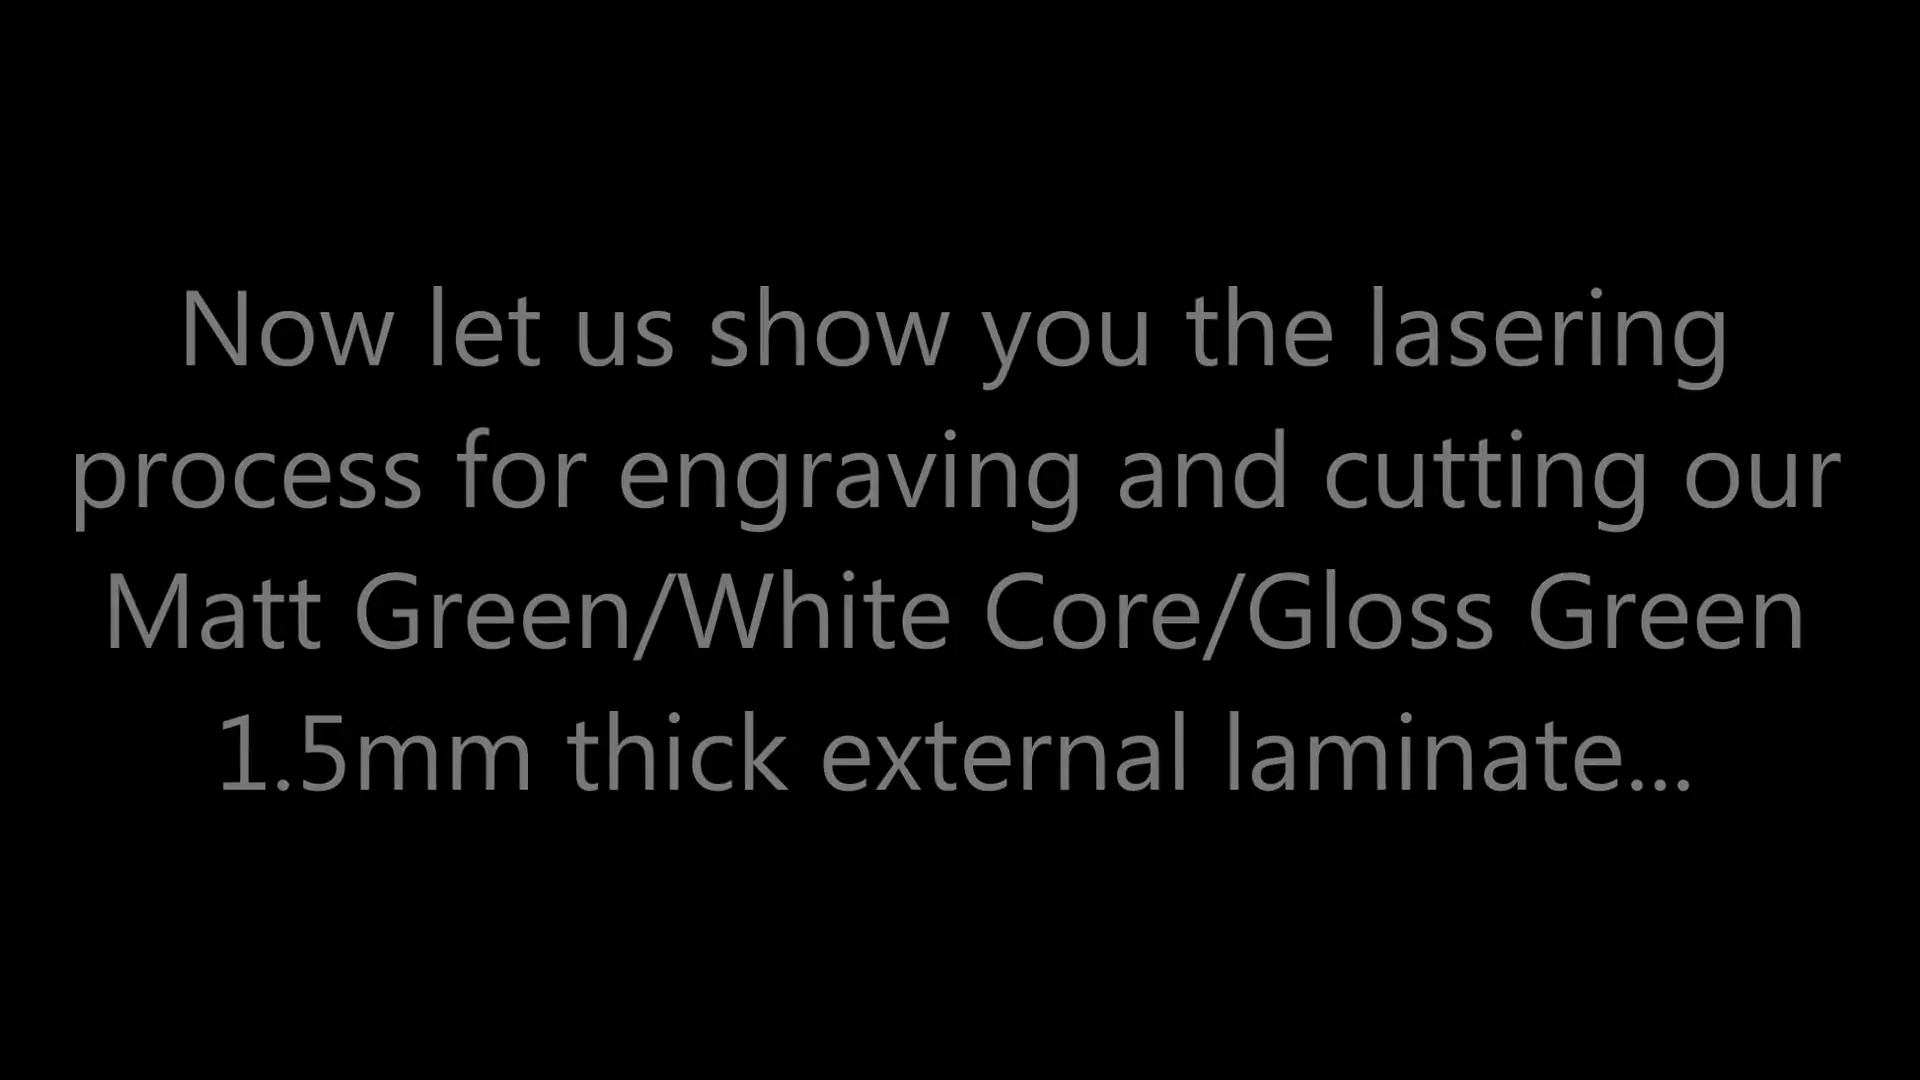 Now let us show you the lasering
process for engraving and cutting our
Matt Green/White Core/Gloss Green
1.5mm thick external laminate...